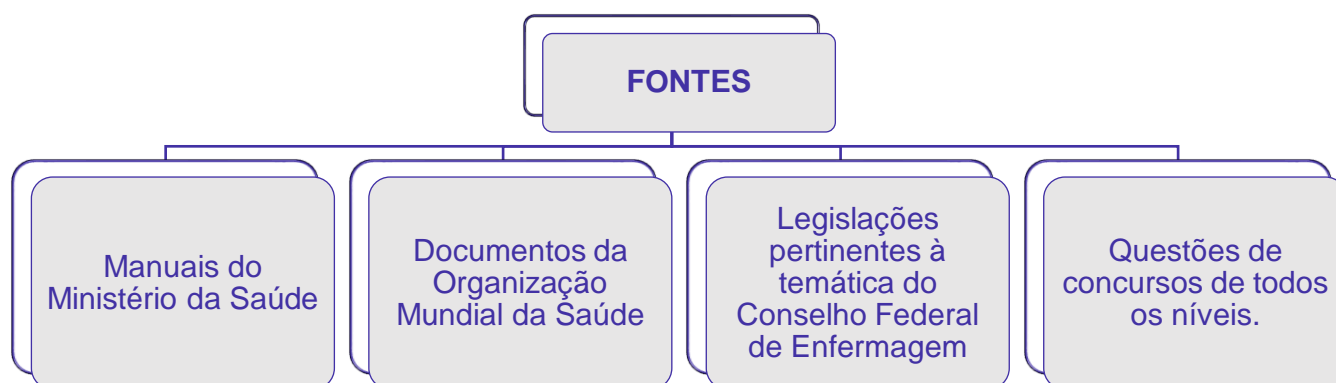 FONTES
Manuais do
Ministério da Saúde
Documentos da
Organização
Mundial da Saúde
Legislações
pertinentes à
temática do
Conselho Federal
de Enfermagem
Questões de
concursos de todos
os níveis.